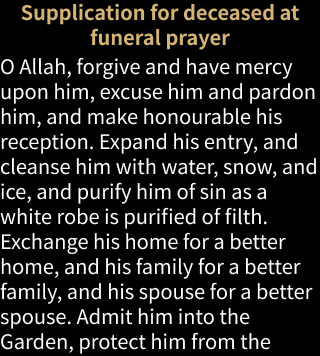 Supplication for deceased at
funeral prayer
O Allah, forgive and have mercy
upon him, excuse him and pardon
him, and make honourable his
reception. Expand his entry, and
cleanse him with water, snow, and
ice, and purify him of sin as a
white robe is purified of filth.
Exchange his home for a better
home, and his family for a better
family, and his spouse for a better
spouse. Admit him into the
Garden, protect him from the